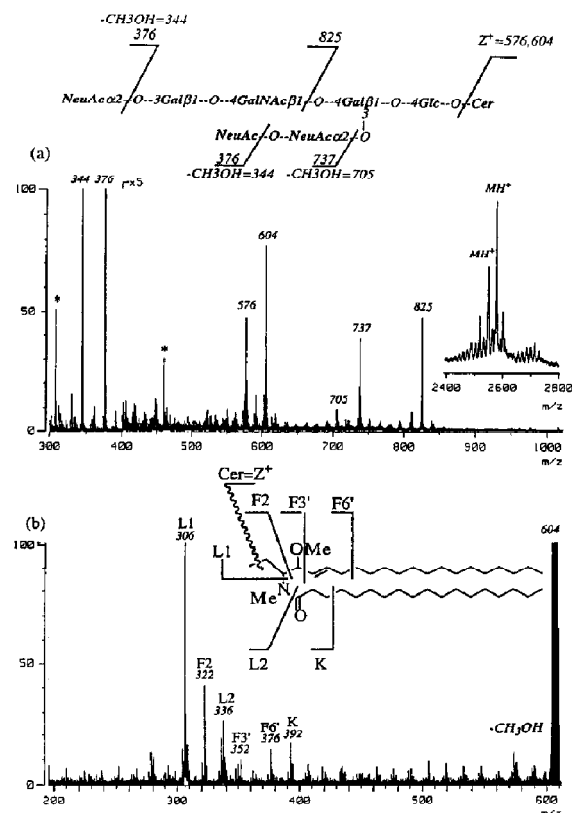 -CH3OH=344
376
825
Z+=576,604
NeuAcα2-O--3Galβ1--O--4GalNAcβ1-O--4Galβ1--O--4Glc--O-Cer
3
NeuAc-O--NeuAcα2-O
(a)
376
737
-CH3OH=344
-CH3OH=705
100
344
376
x5
604
MH+
MH+
50
*
*
576
737
825
705
2400 2600 2800
m/z
0
300 400 500 600 700 800 900 1000
m/z
Cer=Z+
(b)
F2
F3'
F6'
L1
306
100
604
L1
OMe
N
Me
O
L2
K
50
F2
322
L2
336
F3'
352
F6'
376
K
392
-CH3OH
0
200 300 400 500 600
m/z